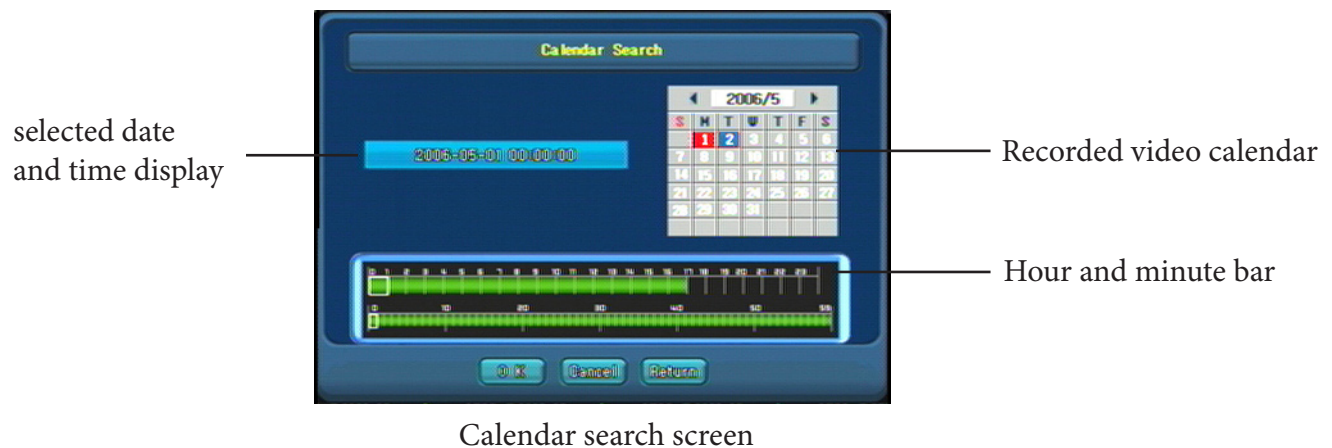 Calendar Search
selected date
and time display
2006-05-01 00:00:00
2006/5
S M T W T F S
1 2 3 4 5 6
7 8 9 10 11 12 13
14 15 16 17 18 19 20
21 22 23 24 25 26 27
28 29 30 31
Recorded video calendar
0 1 2 3 4 5 6 7 8 9 10 11 12 13 14 15 16 17 18 19 20 21 22 23
Hour and minute bar
0 10 20 30 40 50 59
OK Cancel Return
Calendar search screen